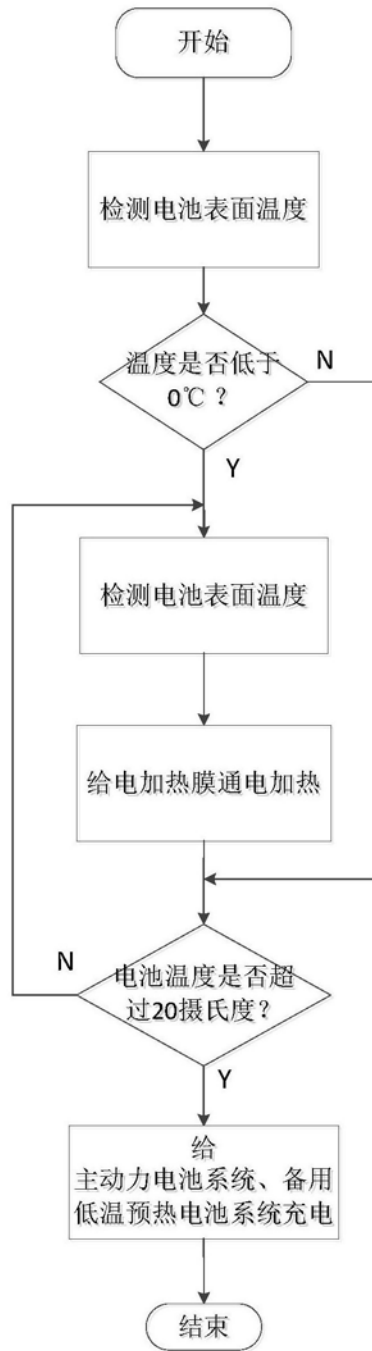 开始
检测电池表面温度
温度是否低于
0℃ ?
N
Y
检测电池表面温度
给电加热膜通电加热
N
电池温度是否超
过20摄氏度?
Y
给
主动力电池系统、备用
低温预热电池系统充电
结束